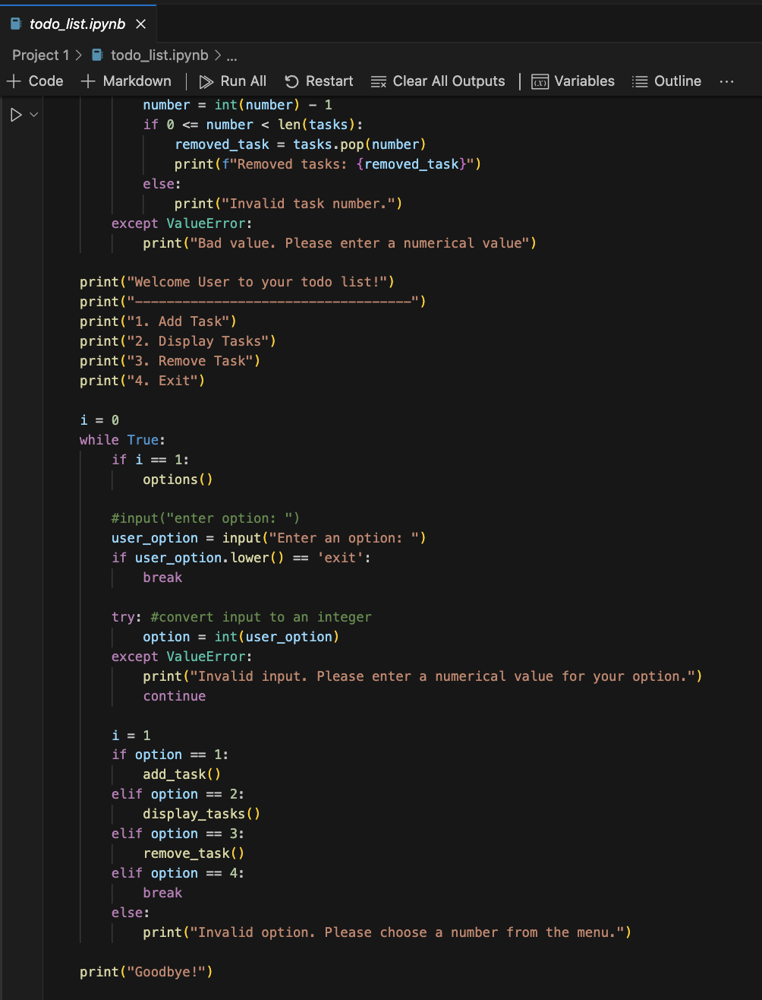 todo_list.ipynb
Project 1 > todo_list.ipynb > ...
+ Code + Markdown | Run All Restart Clear All Outputs | Variables Outline ...
number = int(number) - 1
if 0 <= number < len(tasks):
removed_task = tasks.pop(number)
print(f"Removed tasks: {removed_task}")
else:
print("Invalid task number.")
except ValueError:
print("Bad value. Please enter a numerical value")
print("Welcome User to your todo list!")
print("-----------------------------------")
print("1. Add Task")
print("2. Display Tasks")
print("3. Remove Task")
print("4. Exit")
i = 0
while True:
if i == 1:
options()
#input("enter option: ")
user_option = input("Enter an option: ")
if user_option.lower() == 'exit':
break
try: #convert input to an integer
option = int(user_option)
except ValueError:
print("Invalid input. Please enter a numerical value for your option.")
continue
i = 1
if option == 1:
add_task()
elif option == 2:
display_tasks()
elif option == 3:
remove_task()
elif option == 4:
break
else:
print("Invalid option. Please choose a number from the menu.")
print("Goodbye!")